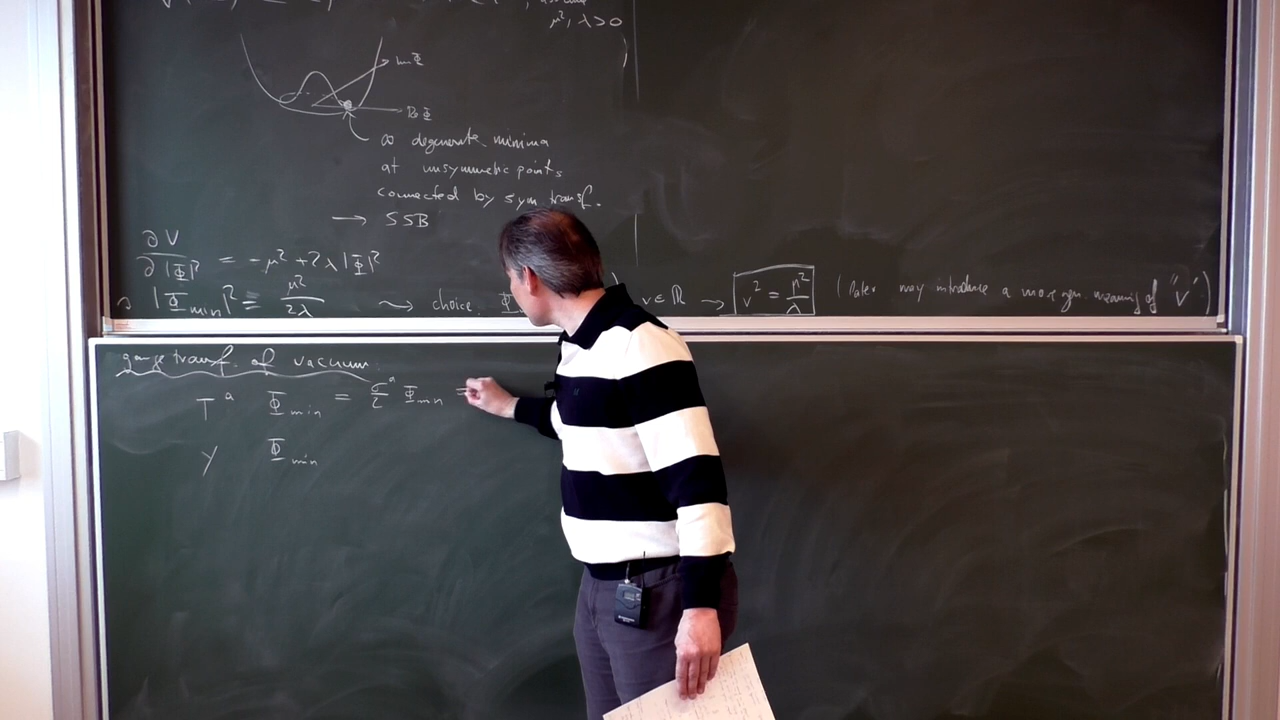 μ², λ>0
Im Φ
Re Φ
∞ degenerate minima
at unsymmetric points
connected by sym transf.
→ SSB
∂V/∂|Φ|² = -μ² + 2λ|Φ|²
|Φ_min|² = μ²/2λ ⇝ choice Φ v∈ℝ → v² = μ²/λ (later may introduce a more gen. meaning of "v")
gauge transf. of vacuum
T^a Φ_min = σ^a/2 Φ_min =
Y Φ_min